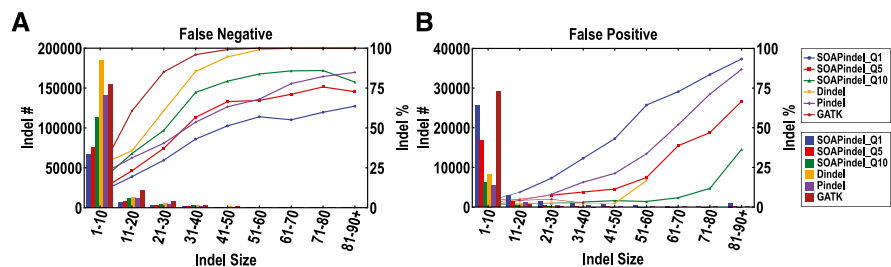 A
False Negative
200000
150000
100000
50000
0
Indel #
100
75
50
25
0
Indel %
1-10
11-20
21-30
31-40
41-50
51-60
61-70
71-80
81-90+
Indel Size
B
False Positive
40000
30000
20000
10000
0
Indel #
100
75
50
25
0
Indel %
1-10
11-20
21-30
31-40
41-50
51-60
61-70
71-80
81-90+
Indel Size
SOAPindel_Q1
SOAPindel_Q5
SOAPindel_Q10
Dindel
Pindel
GATK
SOAPindel_Q1
SOAPindel_Q5
SOAPindel_Q10
Dindel
Pindel
GATK